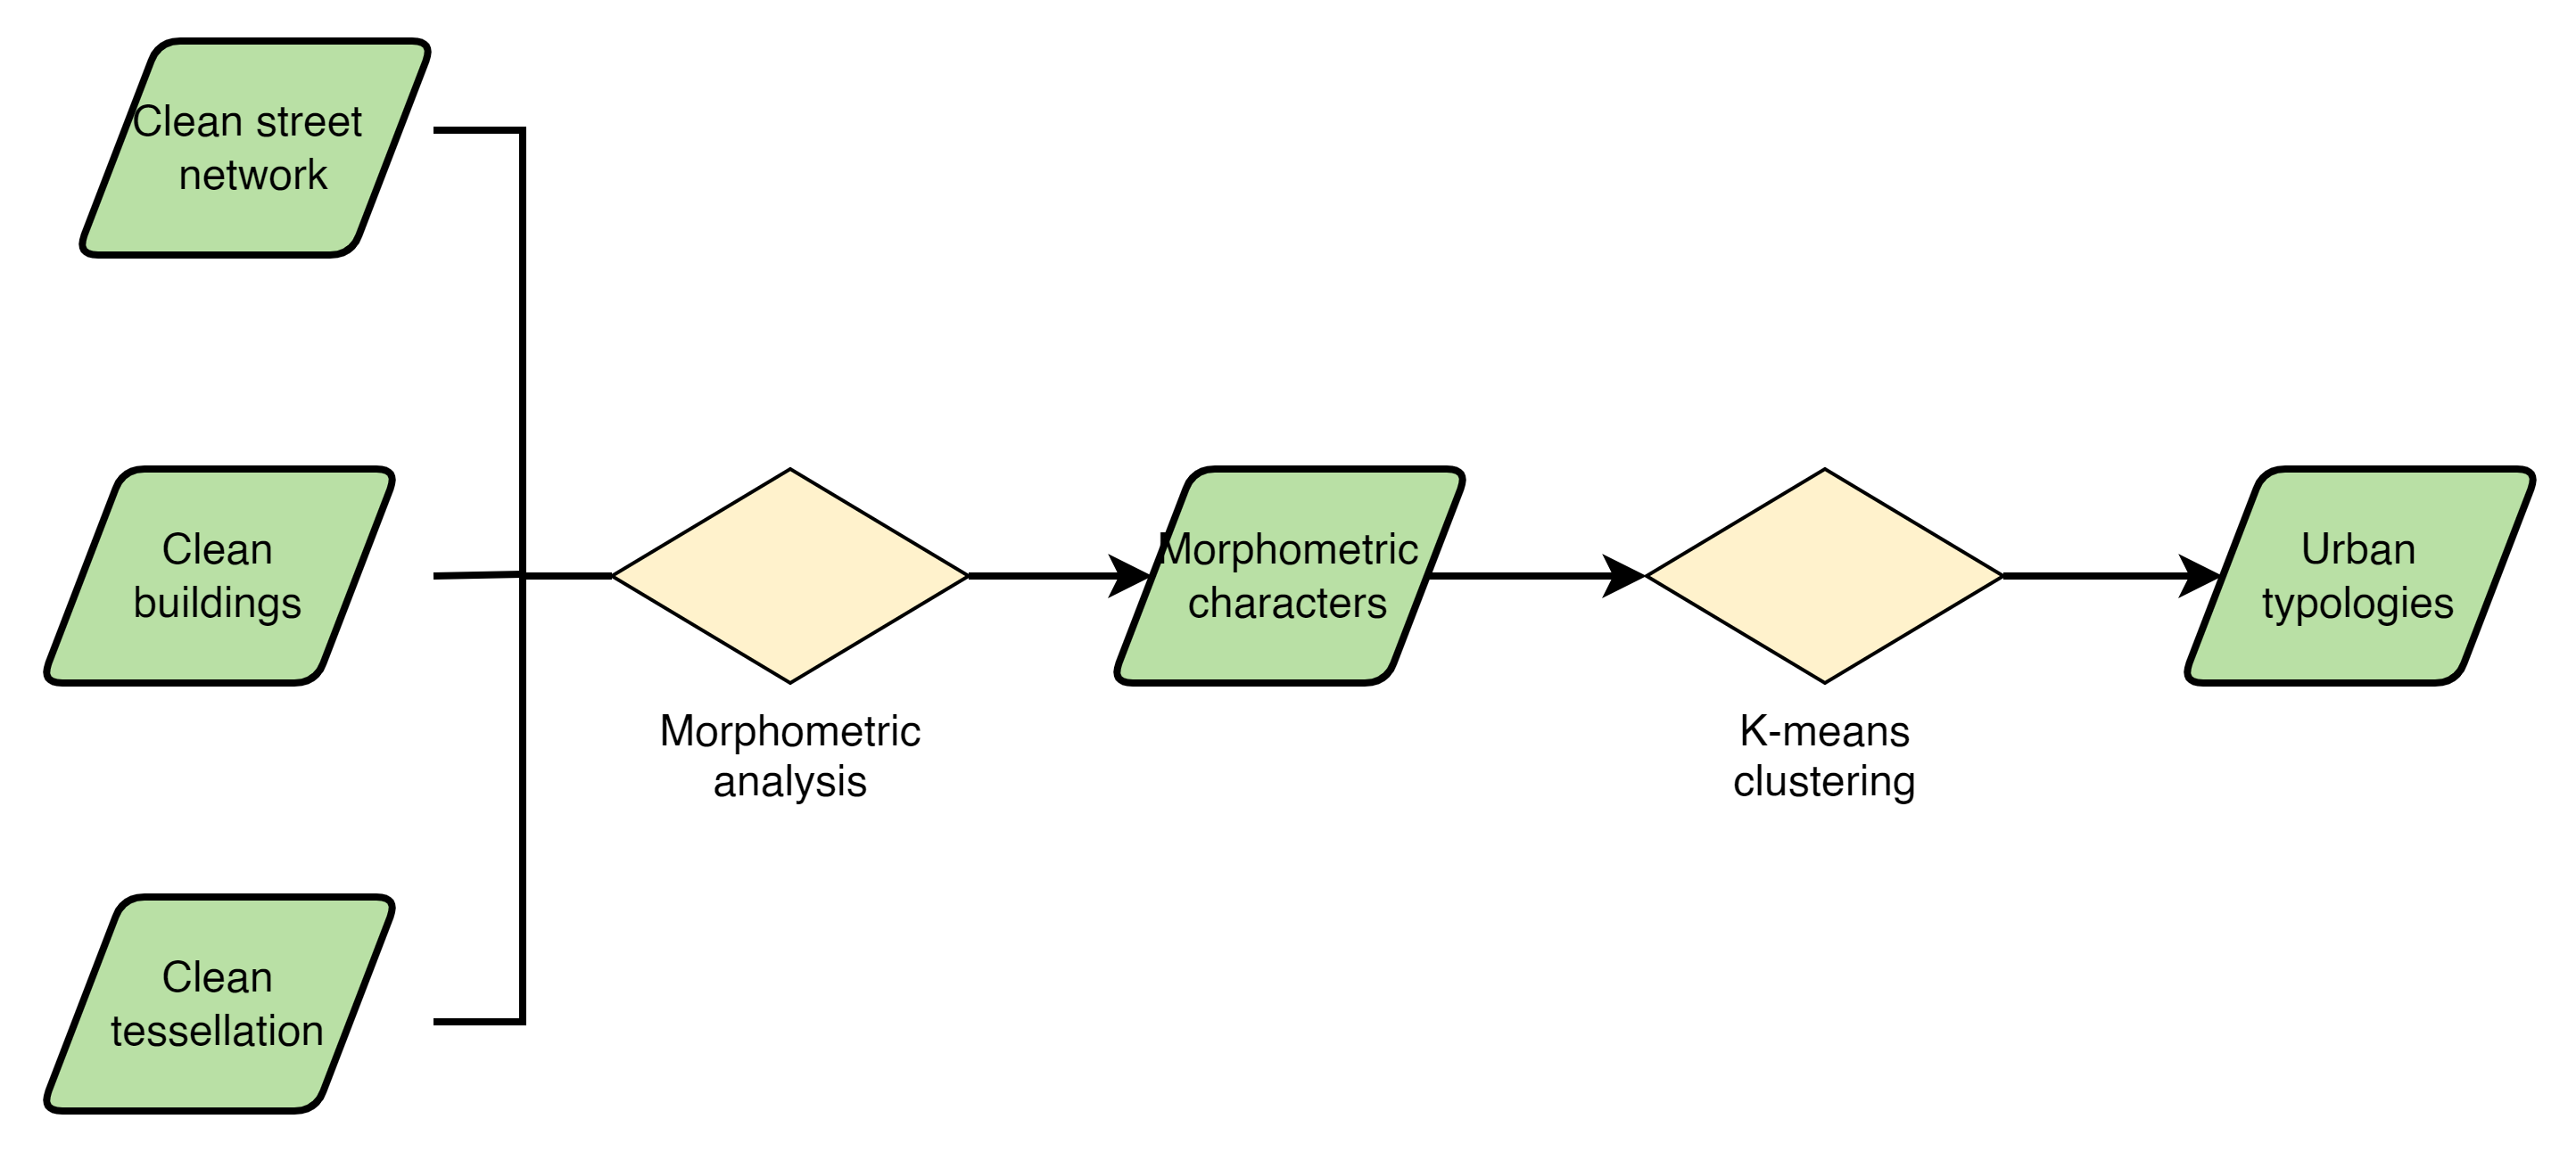 Clean street
network
Clean
buildings
Clean
tessellation
Morphometric
analysis
Morphometric
characters
K-means
clustering
Urban
typologies